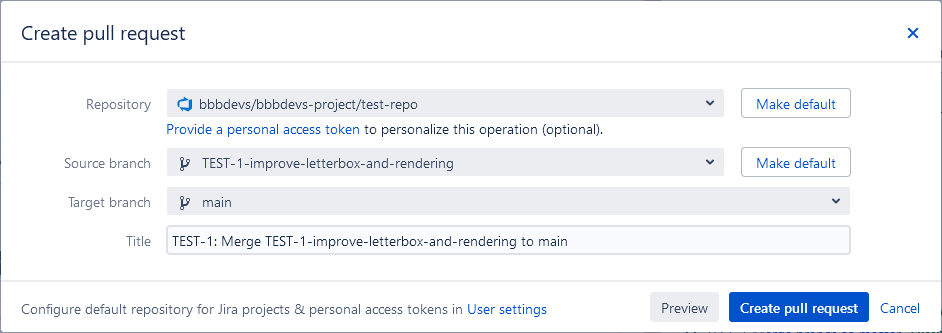 Create pull request
Repository bbbdevs/bbbdevs-project/test-repo Make default
Provide a personal access token to personalize this operation (optional).
Source branch TEST-1-improve-letterbox-and-rendering Make default
Target branch main
Title TEST-1: Merge TEST-1-improve-letterbox-and-rendering to main
Configure default repository for Jira projects & personal access tokens in User settings Preview Create pull request Cancel